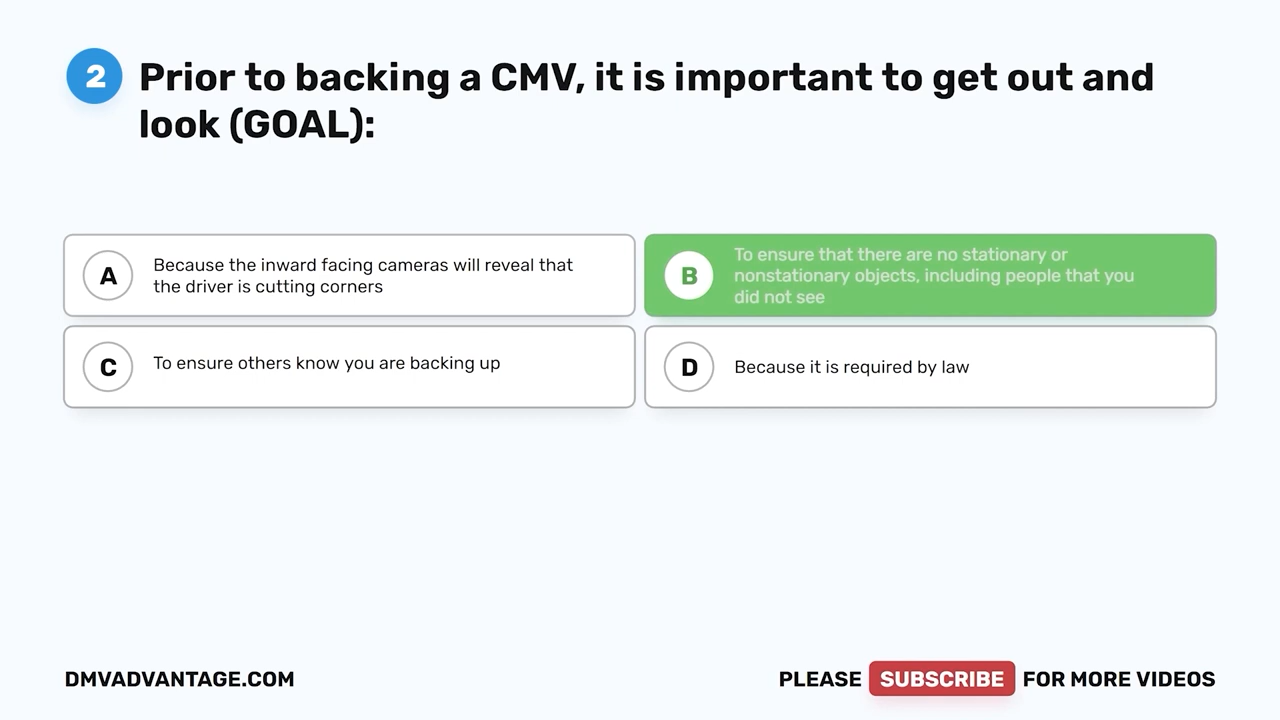 2
Prior to backing a CMV, it is important to get out and
look (GOAL):
A
Because the inward facing cameras will reveal that
the driver is cutting corners
B
To ensure that there are no stationary or
nonstationary objects, including people that you
did not see
C
To ensure others know you are backing up
D
Because it is required by law
DMVADVANTAGE.COM
PLEASE SUBSCRIBE FOR MORE VIDEOS